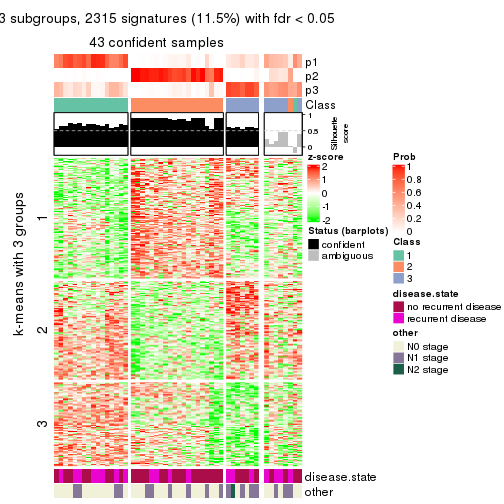 3 subgroups, 2315 signatures (11.5%) with fdr < 0.05
43 confident samples
p1
p2
p3
Class
1
0.5
0
Silhouette
score
k-means with 3 groups
1
2
3
z-score
2
1
0
-1
-2
Status (barplots)
confident
ambiguous
Prob
1
0.8
0.6
0.4
0.2
0
Class
1
2
3
disease.state
no recurrent disease
recurrent disease
other
N0 stage
N1 stage
N2 stage
disease.state
other